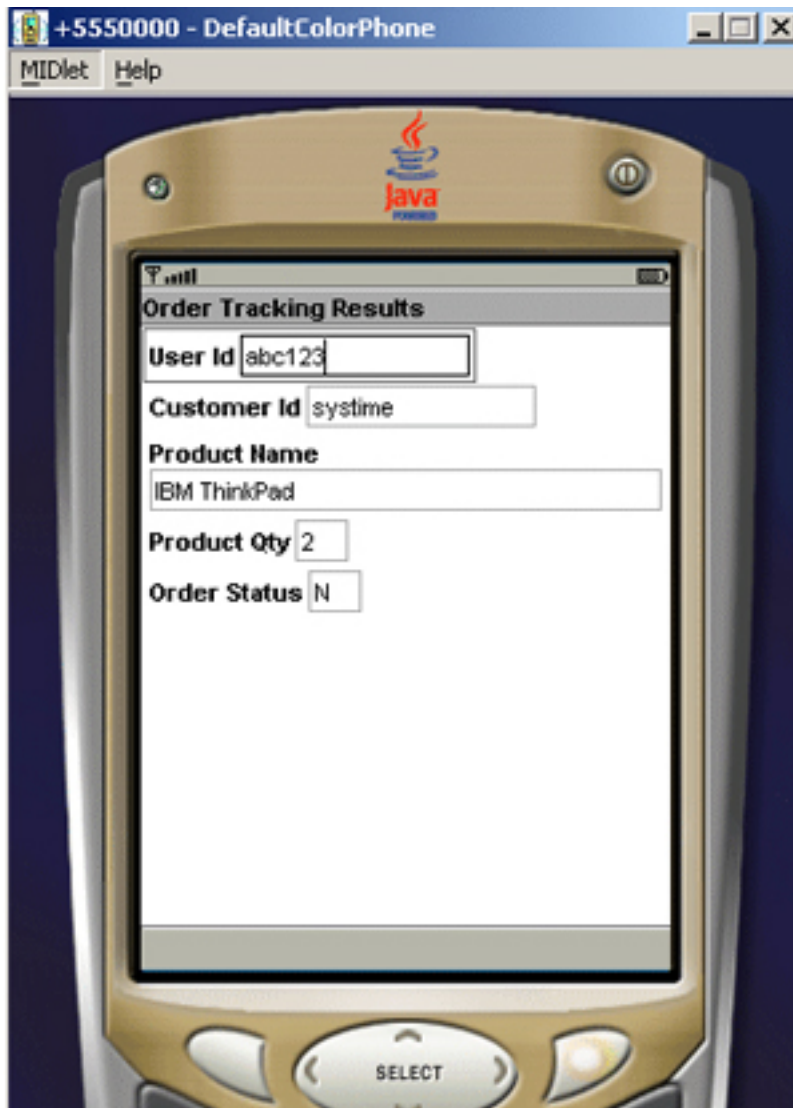 +5550000 - DefaultColorPhone
MIDlet Help
Java
POWERED
Order Tracking Results
User Id abc123
Customer Id systime
Product Name
IBM ThinkPad
Product Qty 2
Order Status N
SELECT